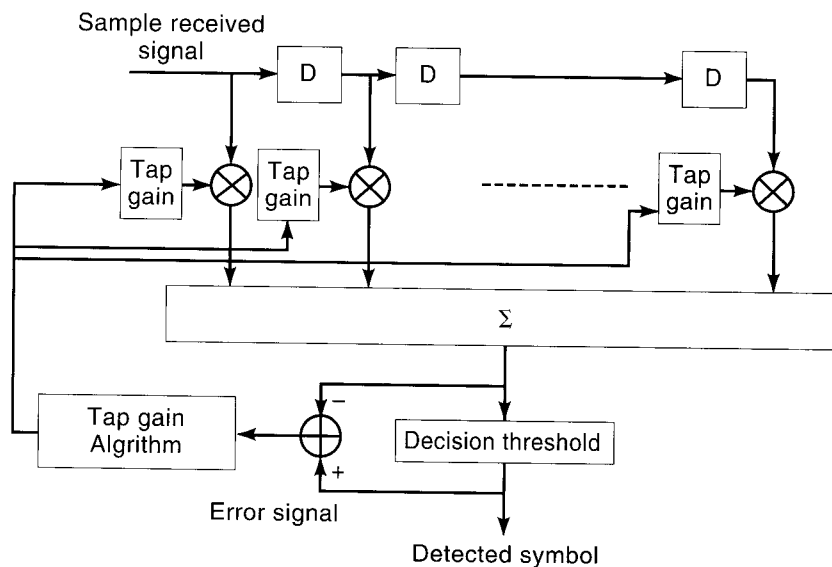 Sample received
signal
D
D
D
Tap
gain
Tap
gain
Tap
gain
Σ
Tap gain
Algrithm
−
+
Decision threshold
Error signal
Detected symbol